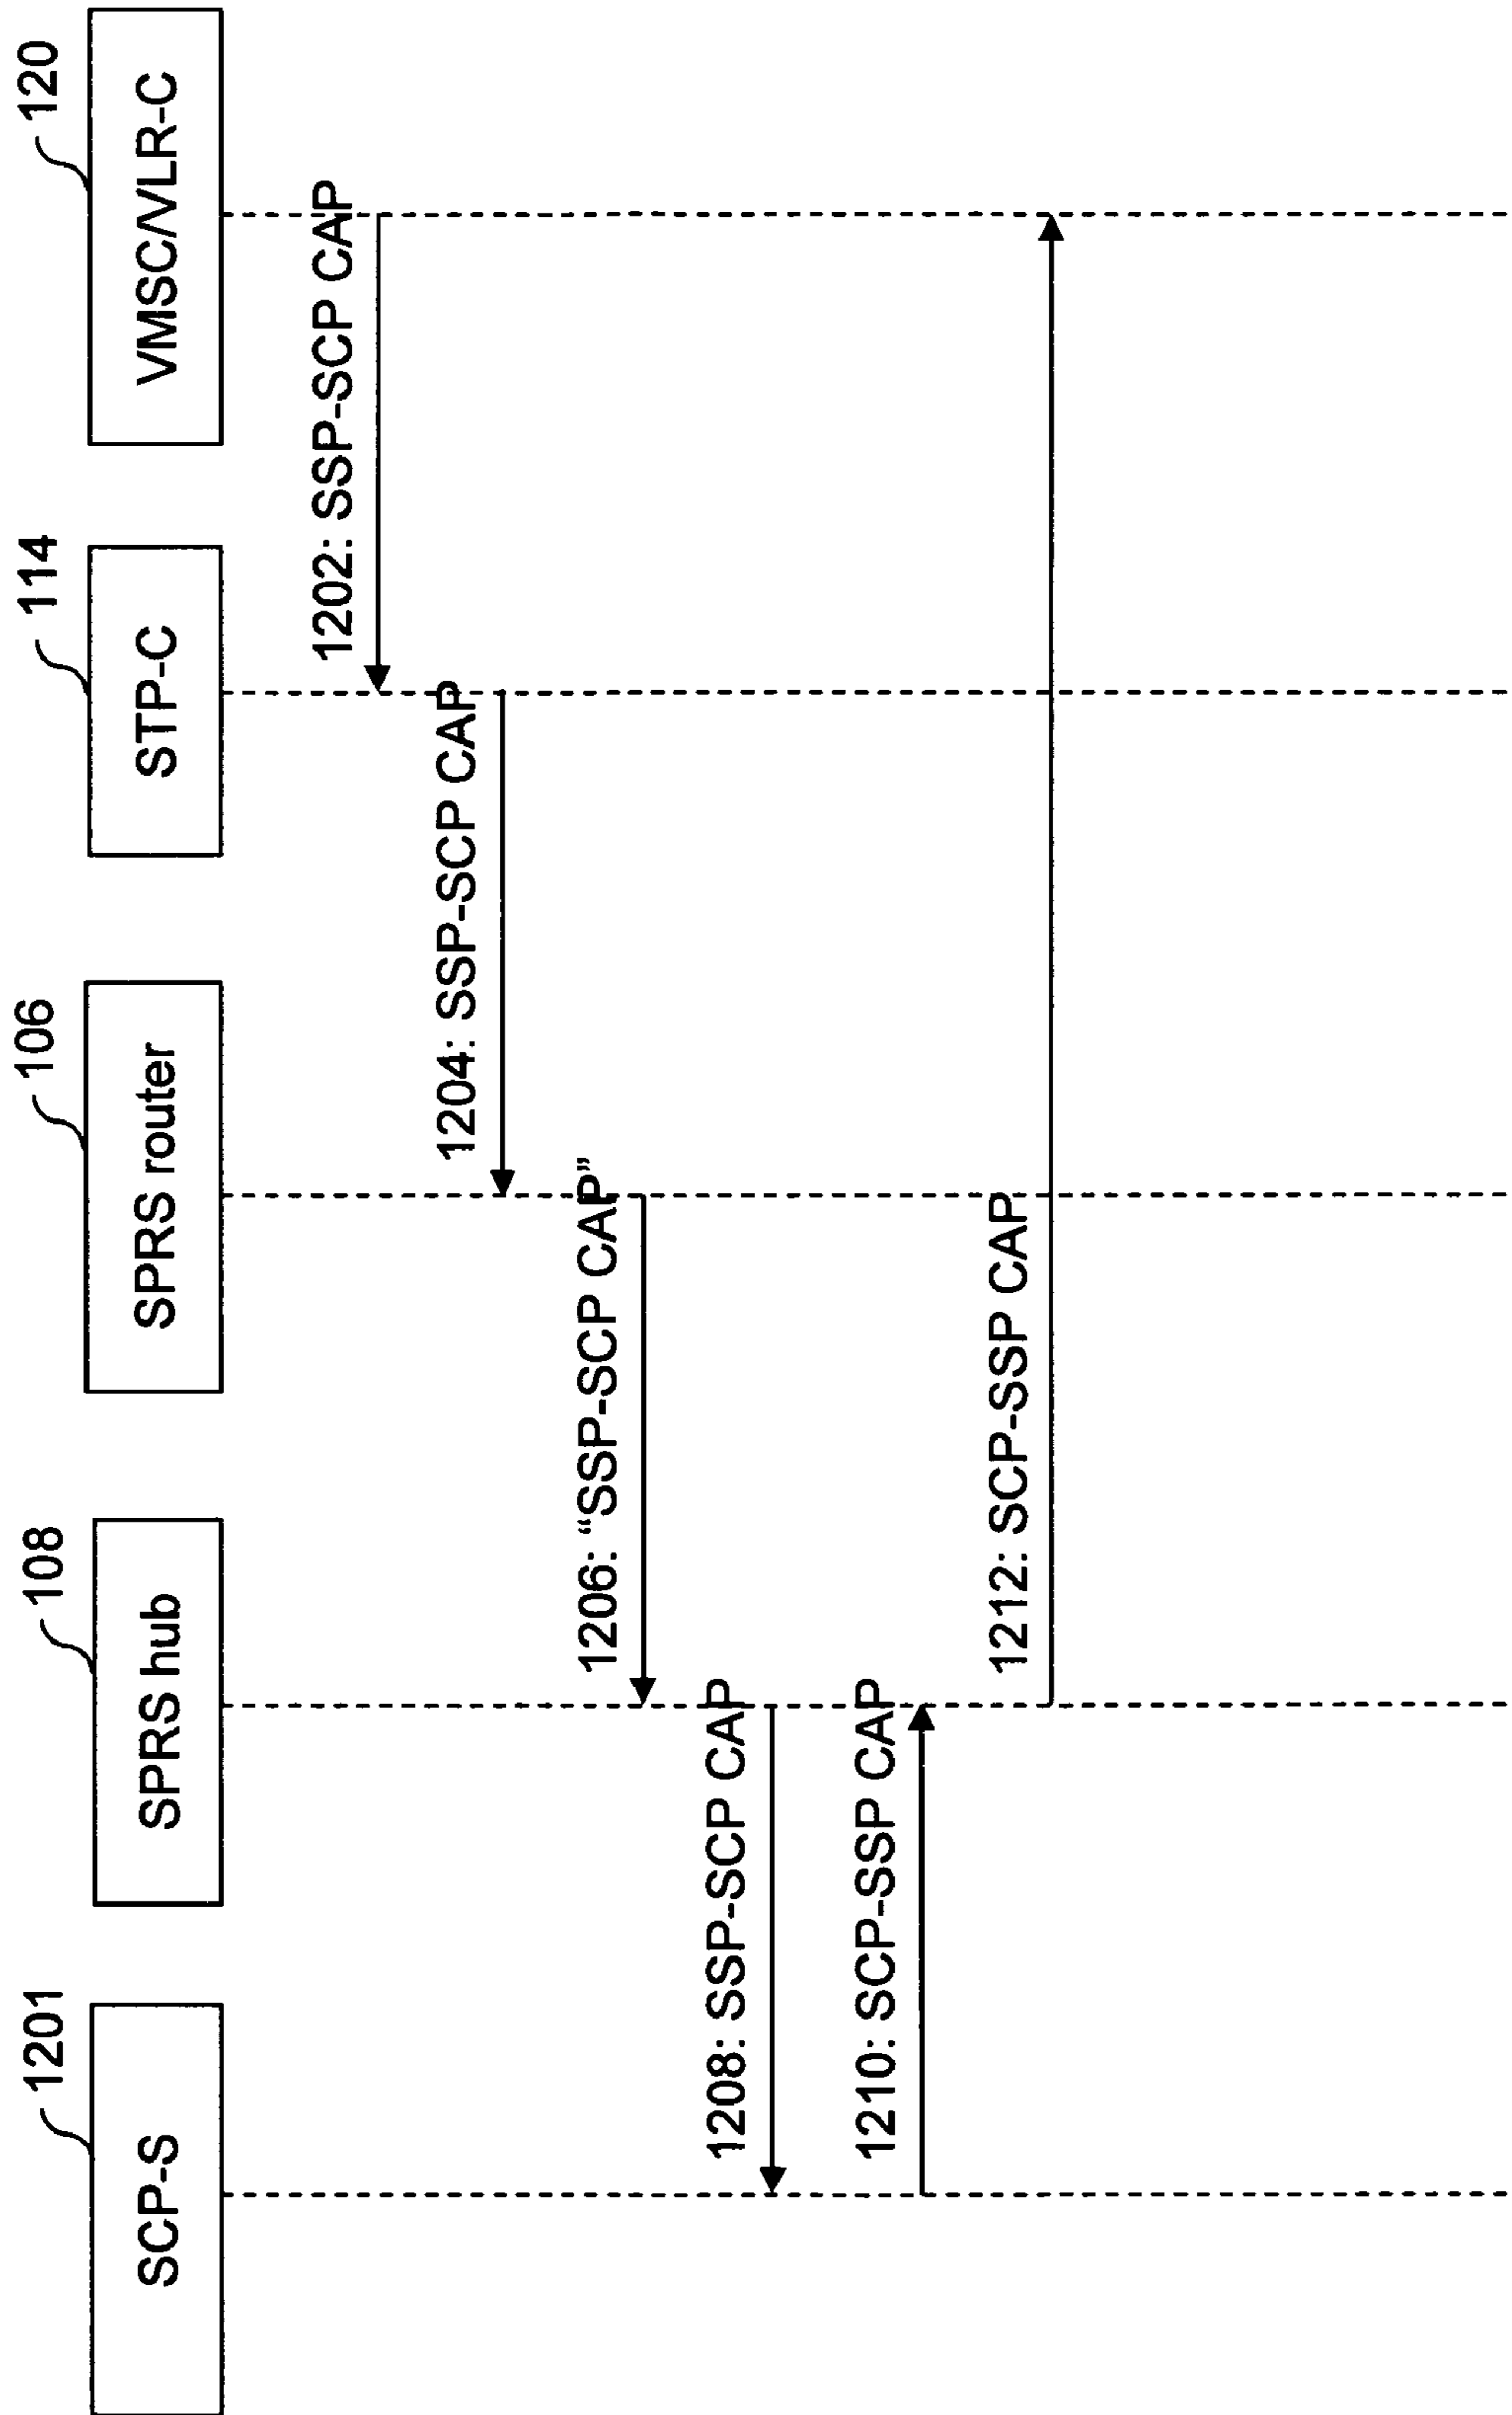 1201
108
106
114
120
SCP-S
SPRS hub
SPRS router
STP-C
VMSC/VLR-C
1202: SSP-SCP CAP
1204: SSP-SCP CAP
1206: “SSP-SCP CAP”
1208: SSP-SCP CAP
1210: SCP-SSP CAP
1212: SCP-SSP CAP